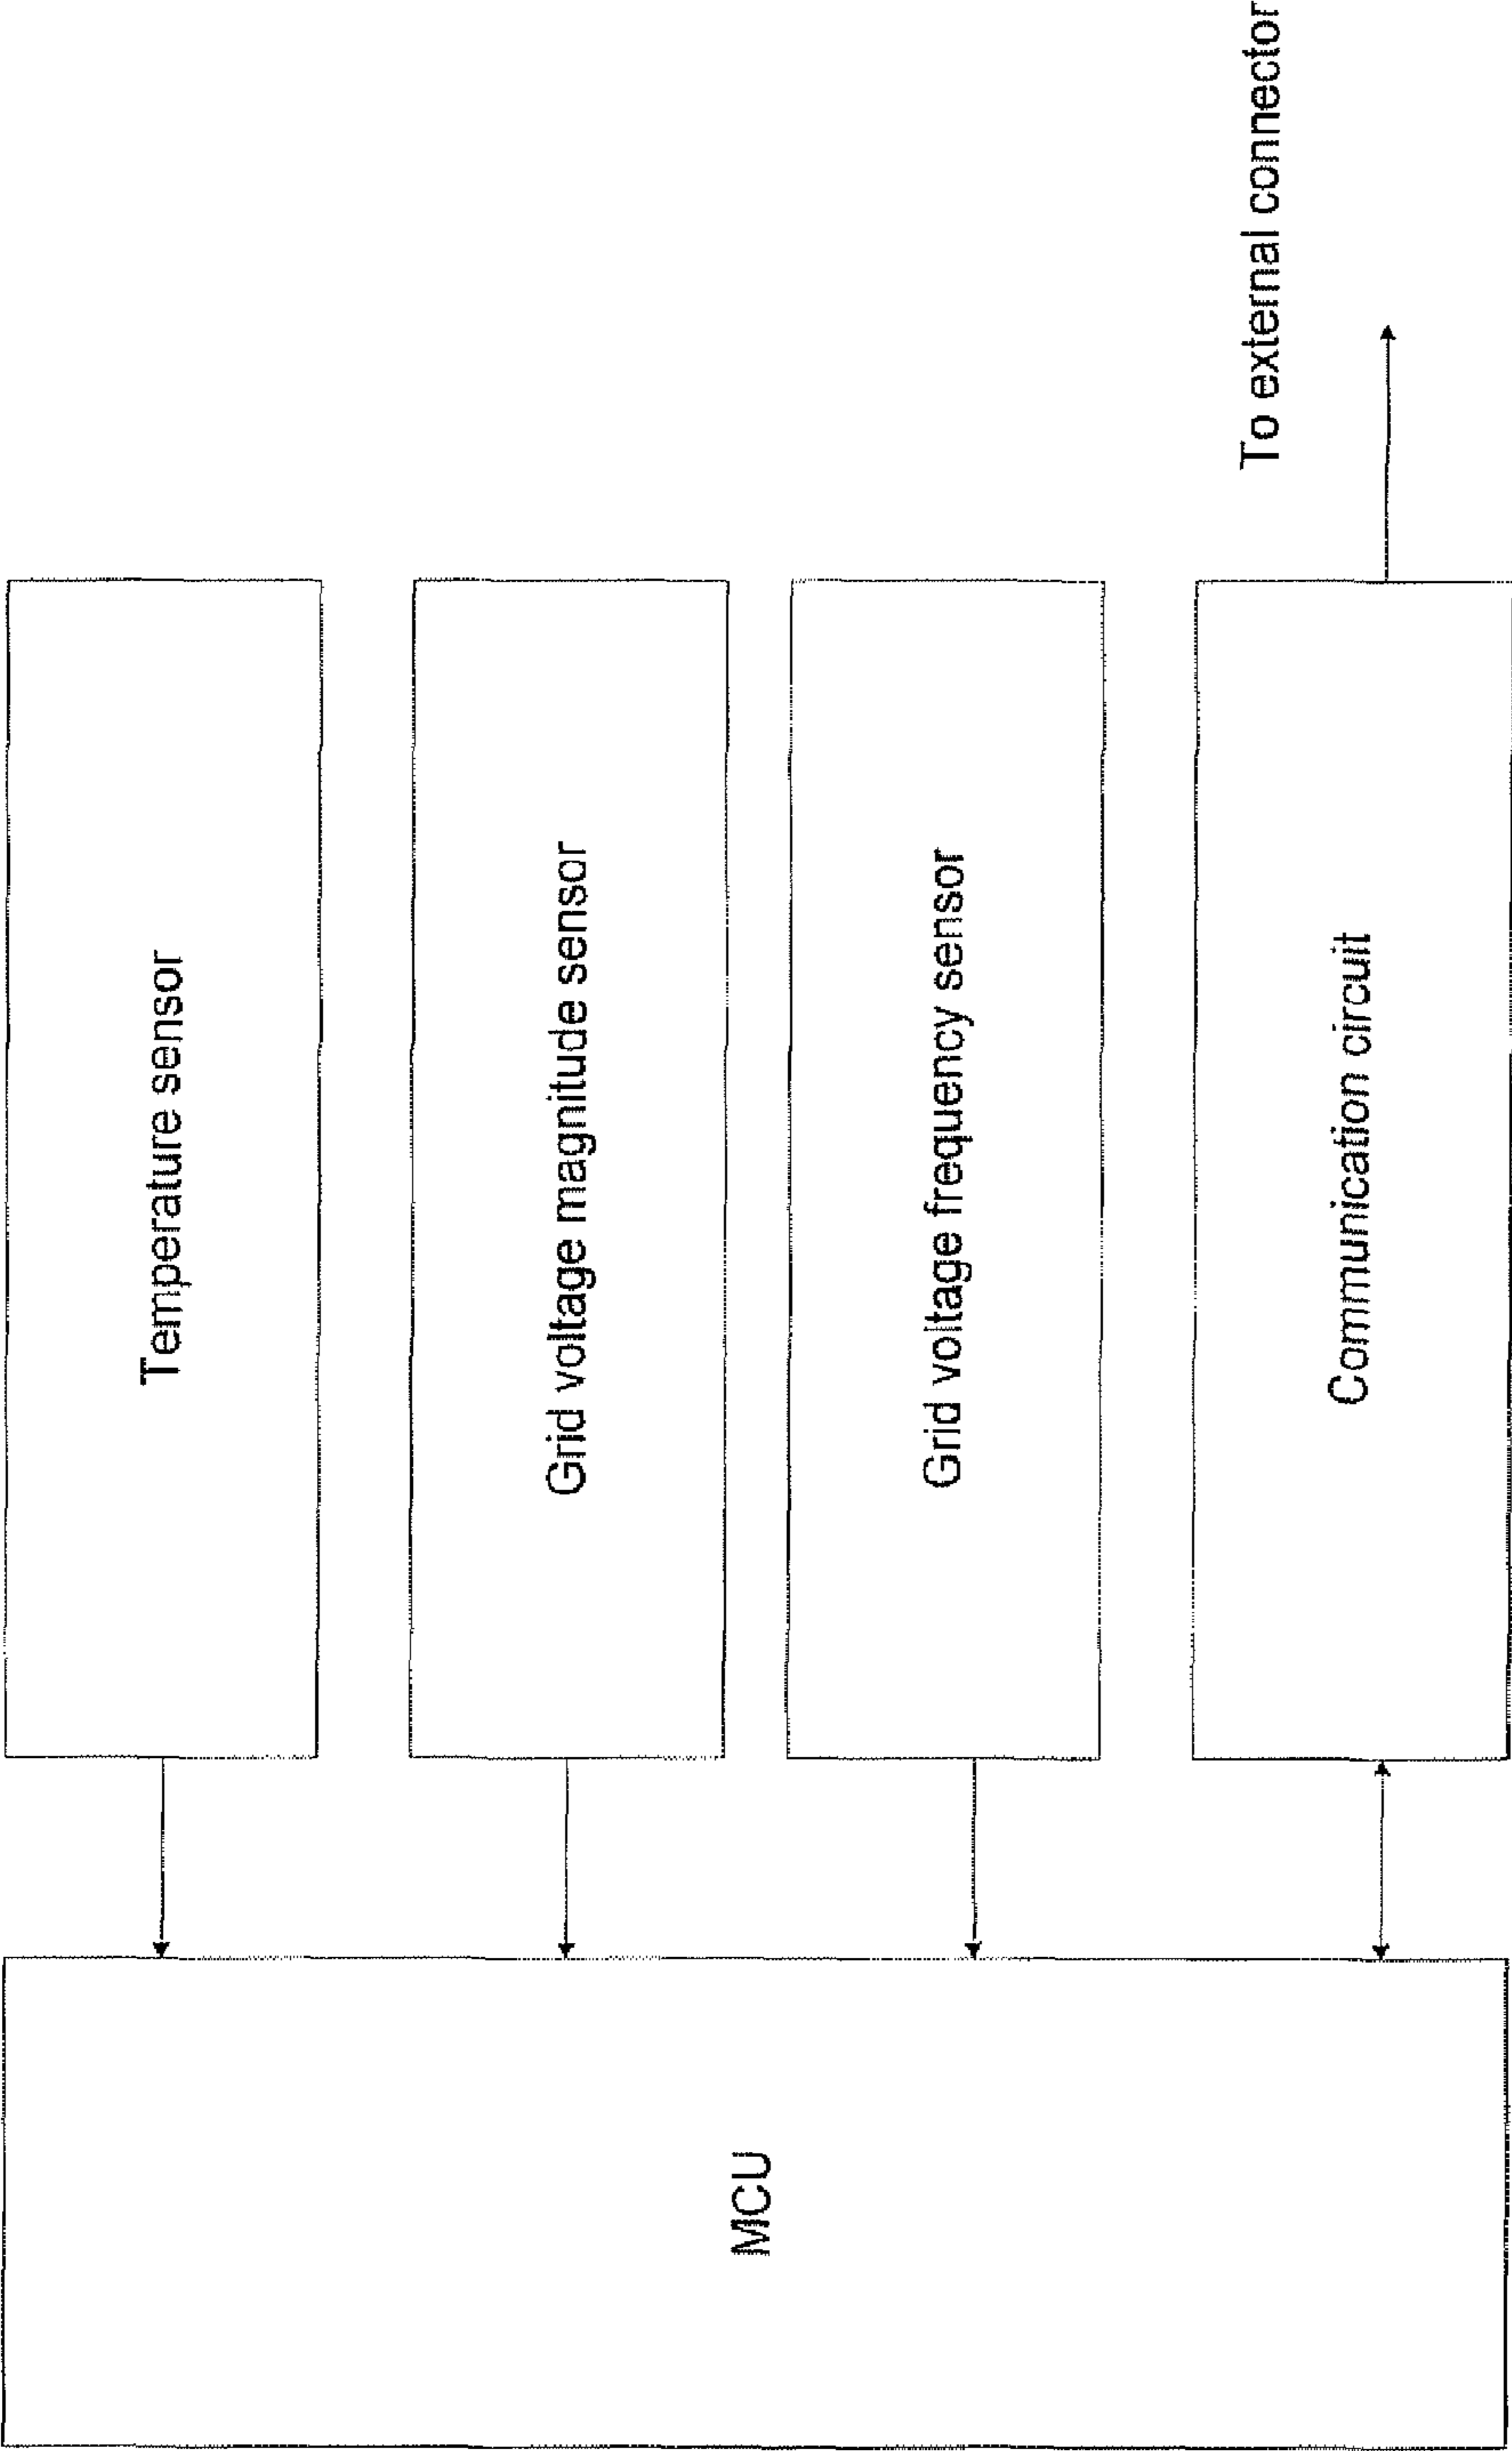 MCU
Temperature sensor
Grid voltage magnitude sensor
Grid voltage frequency sensor
Communication circuit
To external connector